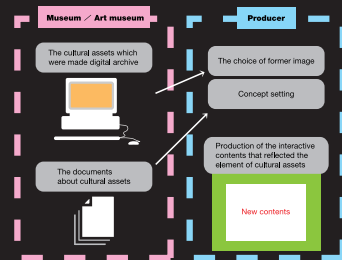 Museum / Art museum
The cultural assets which
were made digital archive
The documents
about cultural assets
Producer
The choice of former image
Concept setting
Production of the interactive
contents that reflected the
element of cultural assets
New contents